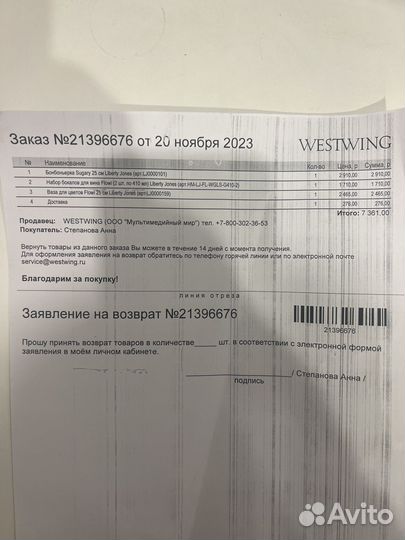 Заказ №21396676 от 20 ноября 2023 WESTWING
№ Наименование Кол-во Цена, р Сумма, р
1 Бонбоньерка Sugary 25 см Liberty Jones (арт.LJ0000101) 1 2 910,00 2 910,00
2 Набор бокалов для вина Flowi (2 шт. по 410 мл) Liberty Jones (арт.HM-LJ-FL-WGLS-G410-2) 1 1 710,00 1 710,00
3 Ваза для цветов Flowi 25 см Liberty Jones (арт.LJ0000159) 1 2 465,00 2 465,00
4 Доставка 1 276,00 276,00
Итого: 7 361.00
Продавец: WESTWING (ООО "Мультимедийный мир") тел. +7-800-302-36-53
Покупатель: Степанова Анна
Вернуть товары из данного заказа Вы можете в течение 14 дней с момента получения.
Для оформления заявления на возврат обратитесь по телефону горячей линии или по электронной почте
service@westwing.ru
Благодарим за покупку!
линия отреза
Заявление на возврат №21396676
21396676
Прошу принять возврат товаров в количестве_____ шт. в соответствии с электронной формой
заявления в моём личном кабинете.
/ Степанова Анна /
подпись
Avito